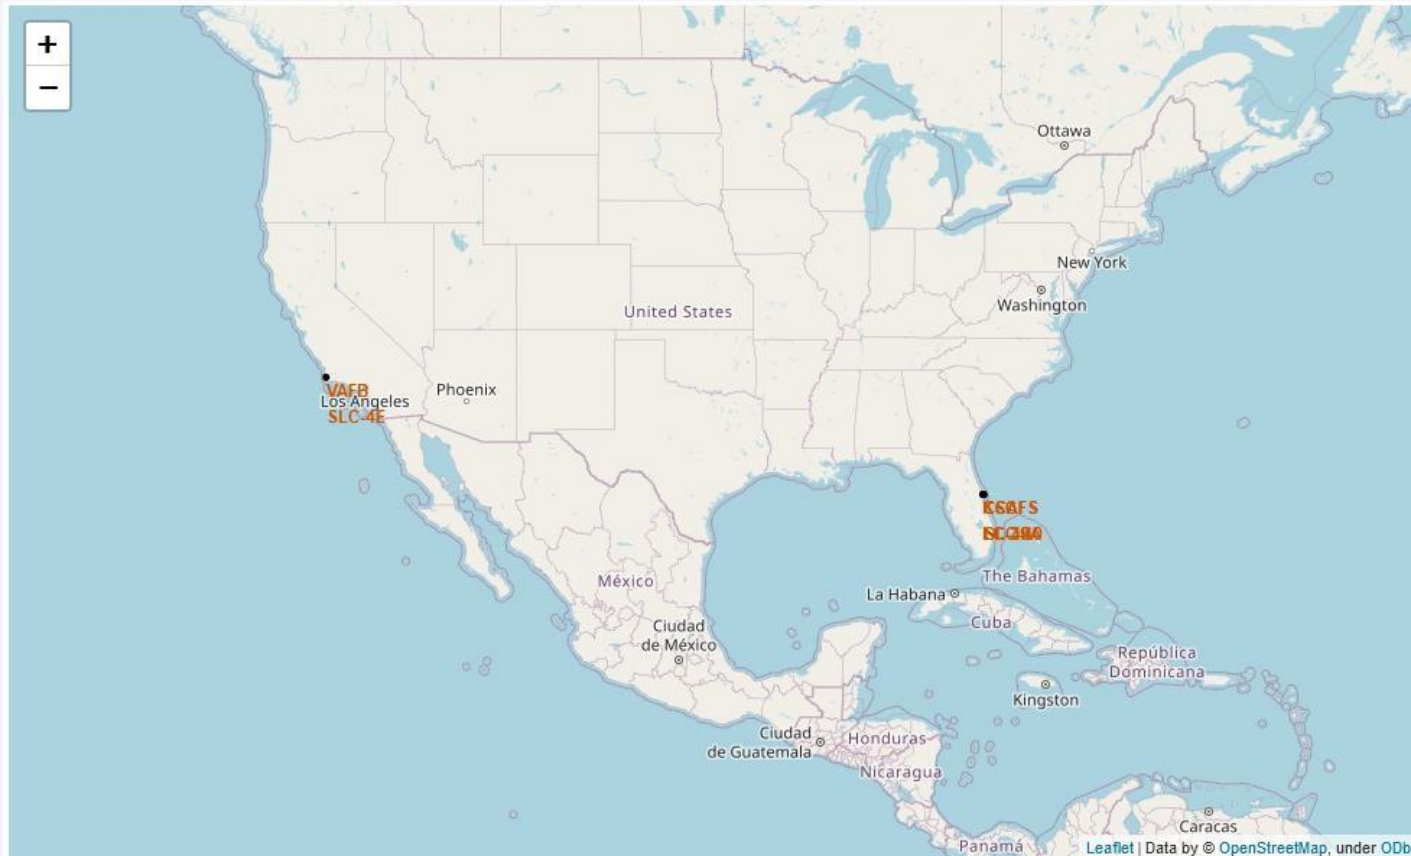 +
−
Ottawa
New York
Washington
United States
VAFB
Los Angeles
SLC-4E
Phoenix
México
Ciudad
de México
La Habana
The Bahamas
Cuba
República
Dominicana
Kingston
Ciudad
de Guatemala
Honduras
Nicaragua
Caracas
Panamá
Leaflet | Data by © OpenStreetMap, under ODb